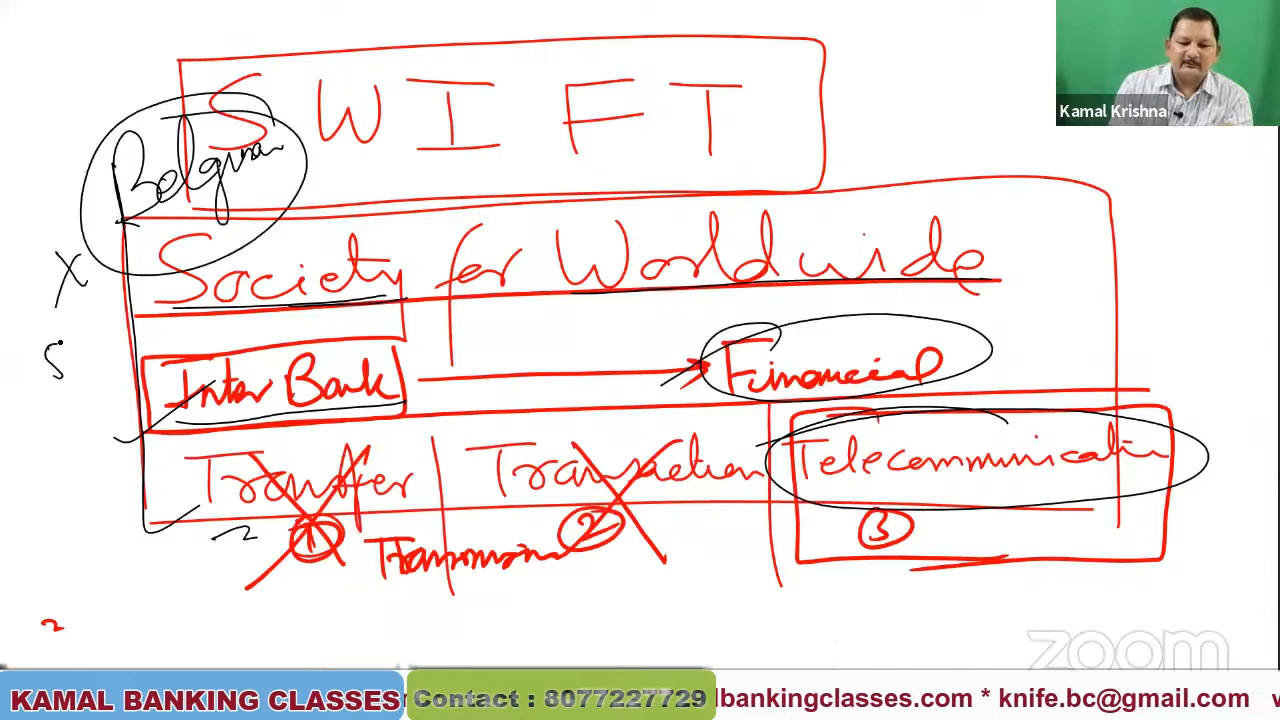 S W I F T
Belgium
Kamal Krishna
X
Society for Worldwide
S
Inter Bank → Financial
Transfer Transaction Telecommunication
1 Transmission 2 3
2
zoom
KAMAL BANKING CLASSES Contact : 8077227729 lbankingclasses.com * knife.bc@gmail.com